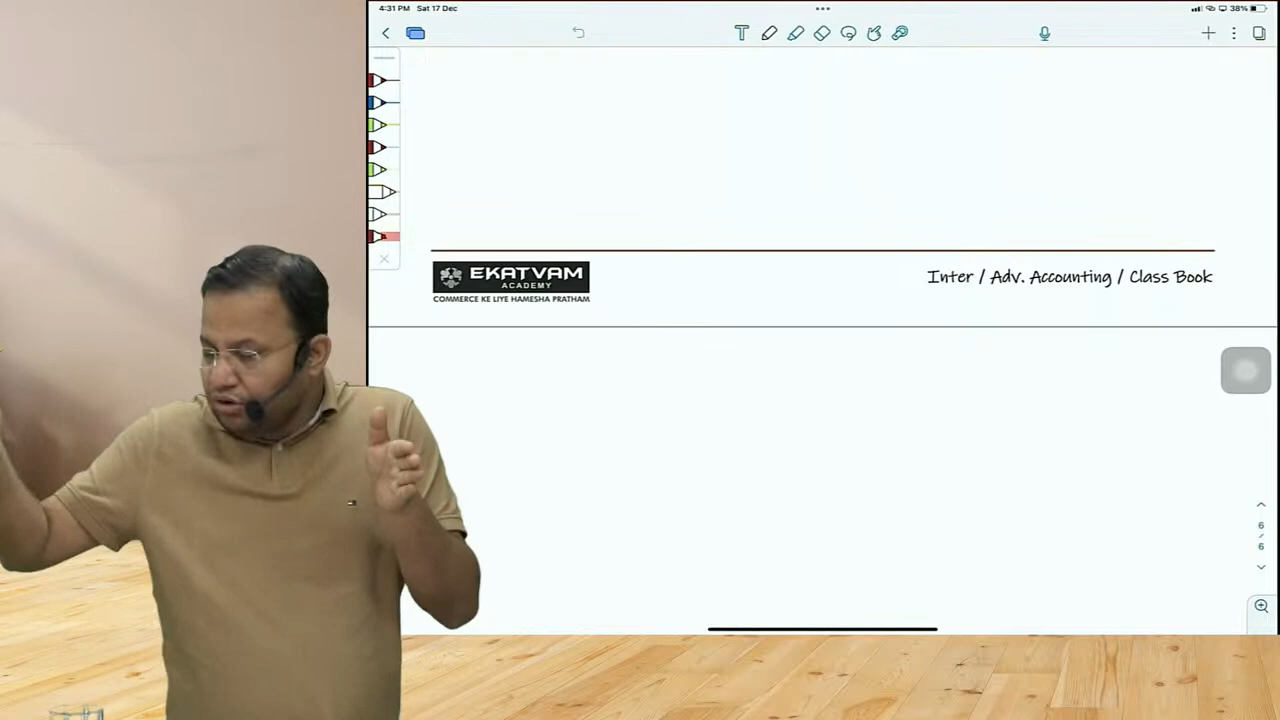 4:31 PM Sat 17 Dec
38%
T
EKATVAM
ACADEMY
COMMERCE KE LIYE HAMESHA PRATHAM
Inter / Adv. Accounting / Class Book
6
6